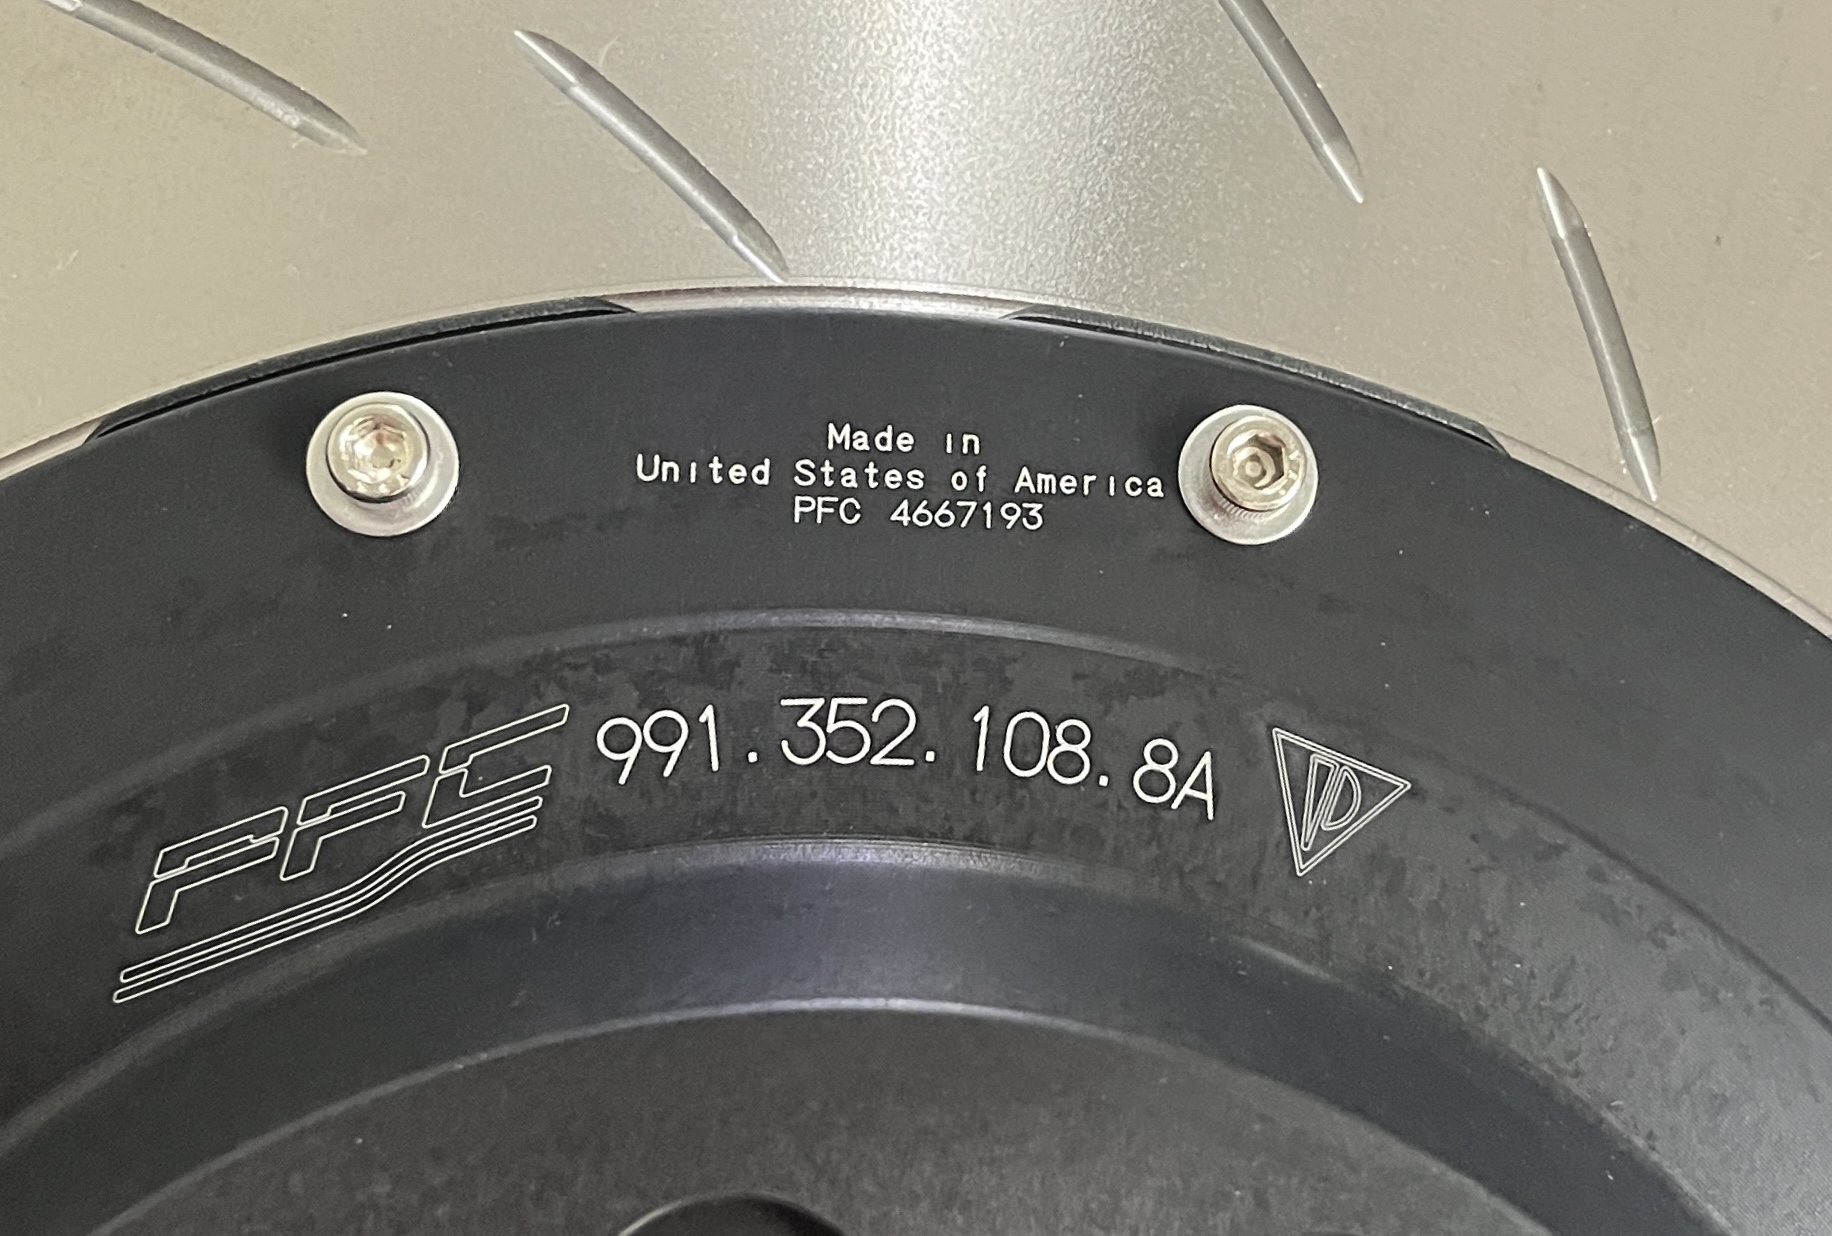 Made in
United States of America
PFC 4667193
PFC 991.352.108.8A